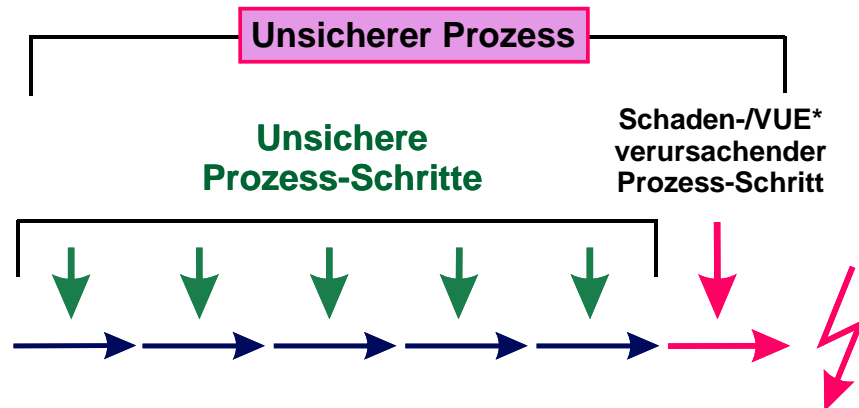 Unsicherer Prozess
Unsichere
Prozess-Schritte
Schaden-/VUE*
verursachender
Prozess-Schritt